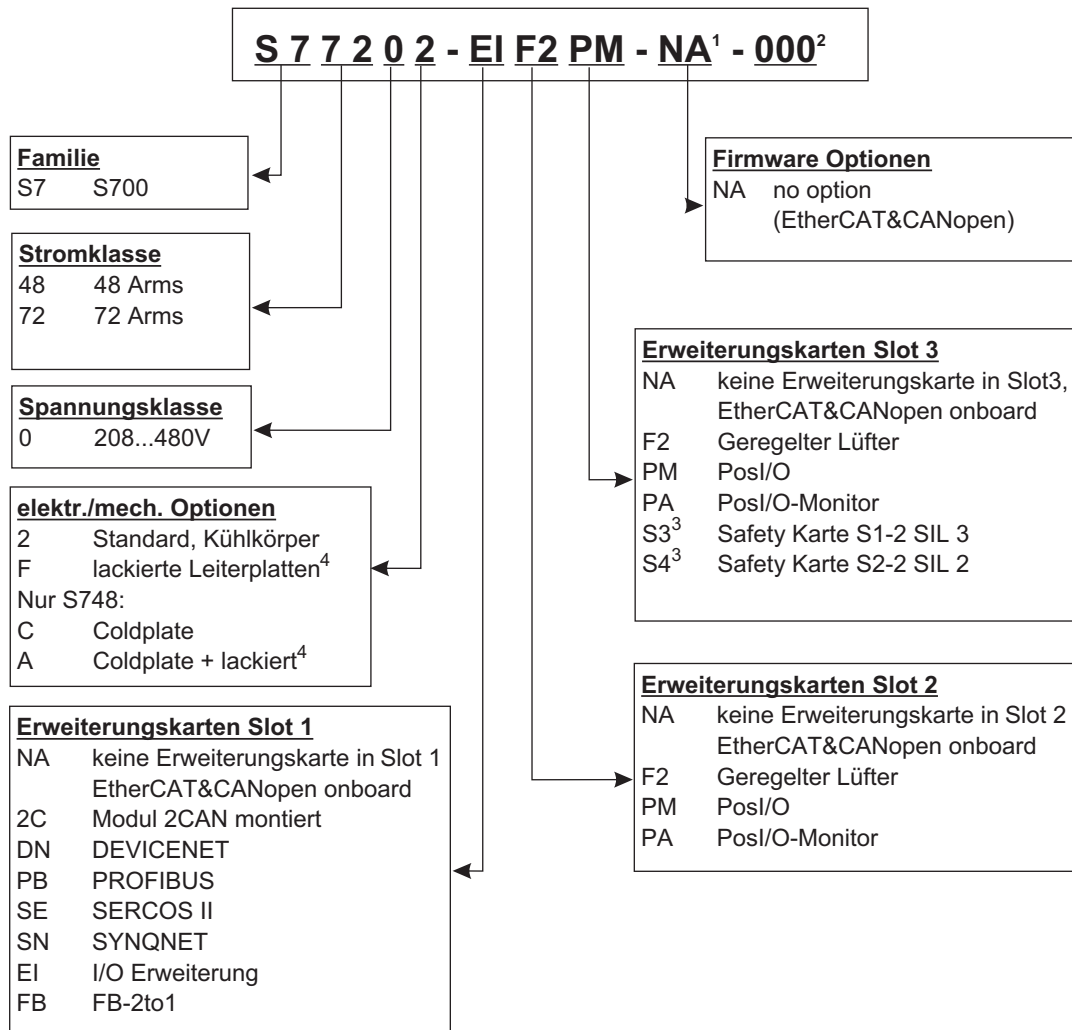 S 7 7 2 0 2 - EI F2 PM - NA¹ - 000²
Familie
S7 S700
Stromklasse
48 48 Arms
72 72 Arms
Spannungsklasse
0 208...480V
elektr./mech. Optionen
2 Standard, Kühlkörper
F lackierte Leiterplatten⁴
Nur S748:
C Coldplate
A Coldplate + lackiert⁴
Erweiterungskarten Slot 1
NA keine Erweiterungskarte in Slot 1
EtherCAT&CANopen onboard
2C Modul 2CAN montiert
DN DEVICENET
PB PROFIBUS
SE SERCOS II
SN SYNQNET
EI I/O Erweiterung
FB FB-2to1
Firmware Optionen
NA no option
(EtherCAT&CANopen)
Erweiterungskarten Slot 3
NA keine Erweiterungskarte in Slot3,
EtherCAT&CANopen onboard
F2 Geregelter Lüfter
PM PosI/O
PA PosI/O-Monitor
S3³ Safety Karte S1-2 SIL 3
S4³ Safety Karte S2-2 SIL 2
Erweiterungskarten Slot 2
NA keine Erweiterungskarte in Slot 2
EtherCAT&CANopen onboard
F2 Geregelter Lüfter
PM PosI/O
PA PosI/O-Monitor